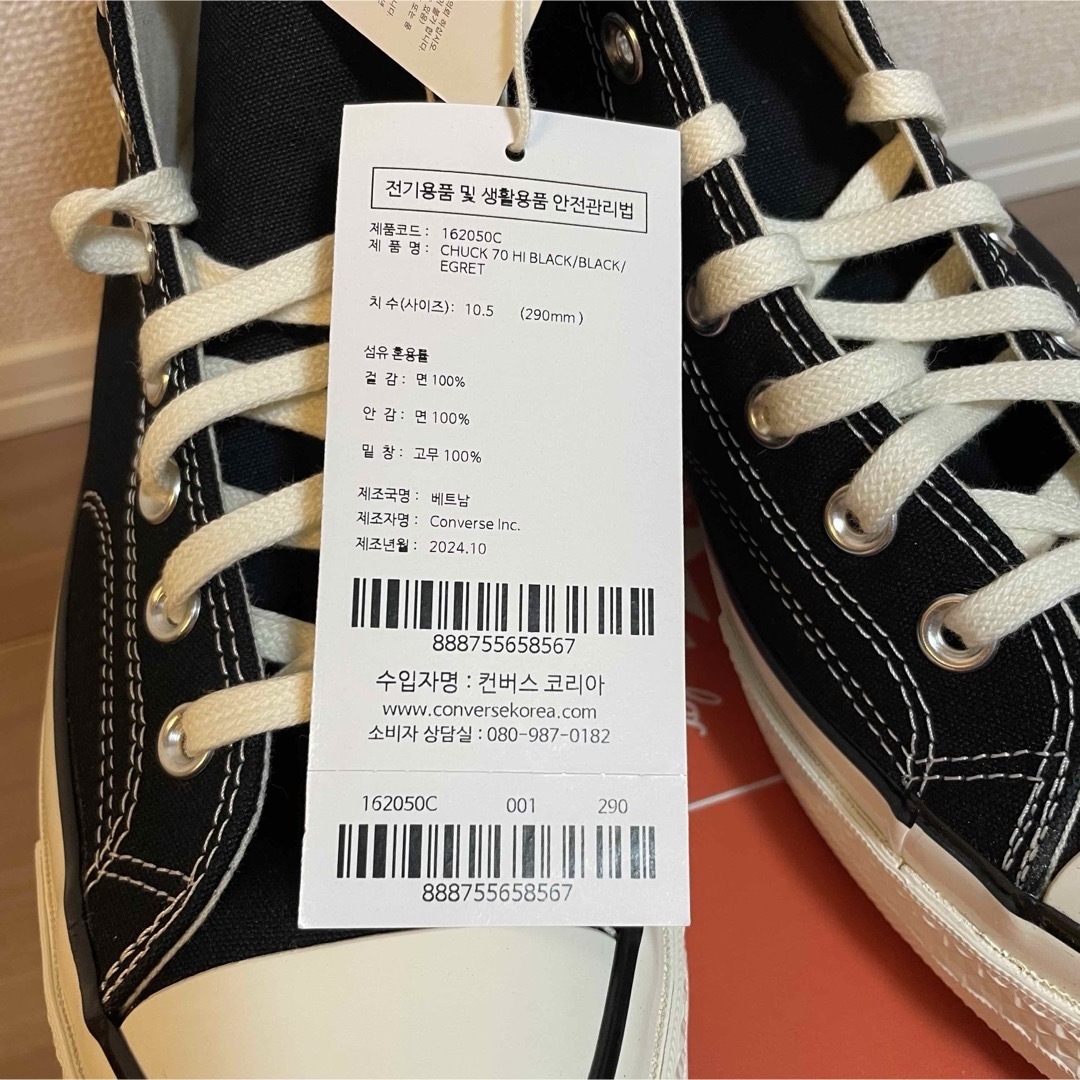 전기용품 및 생활용품 안전관리법
제품코드 : 162050C
제 품 명 : CHUCK 70 HI BLACK/BLACK/
EGRET
치 수(사이즈) : 10.5 (290mm )
섬유 혼용률
겉 감 : 면 100%
안 감 : 면 100%
밑 창 : 고무 100%
제조국명 : 베트남
제조자명 : Converse Inc.
제조년월 : 2024.10
888755658567
수입자명 : 컨버스 코리아
www.conversekorea.com
소비자 상담실 : 080-987-0182
162050C 001 290
888755658567